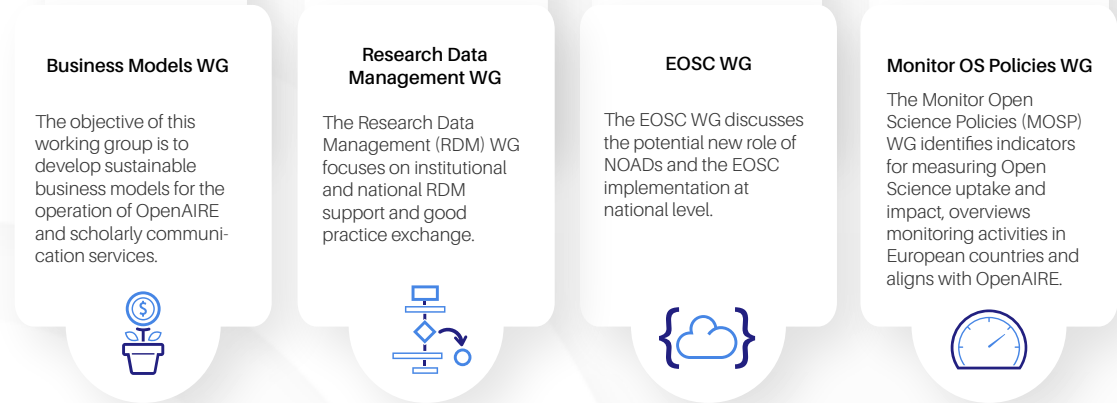 Business Models WG
The objective of this
working group is to
develop sustainable
business models for the
operation of OpenAIRE
and scholarly communi-
cation services.
$
Research Data
Management WG
The Research Data
Management (RDM) WG
focuses on institutional
and national RDM
support and good
practice exchange.
EOSC WG
The EOSC WG discusses
the potential new role of
NOADs and the EOSC
implementation at
national level.
Monitor OS Policies WG
The Monitor Open
Science Policies (MOSP)
WG identifies indicators
for measuring Open
Science uptake and
impact, overviews
monitoring activities in
European countries and
aligns with OpenAIRE.